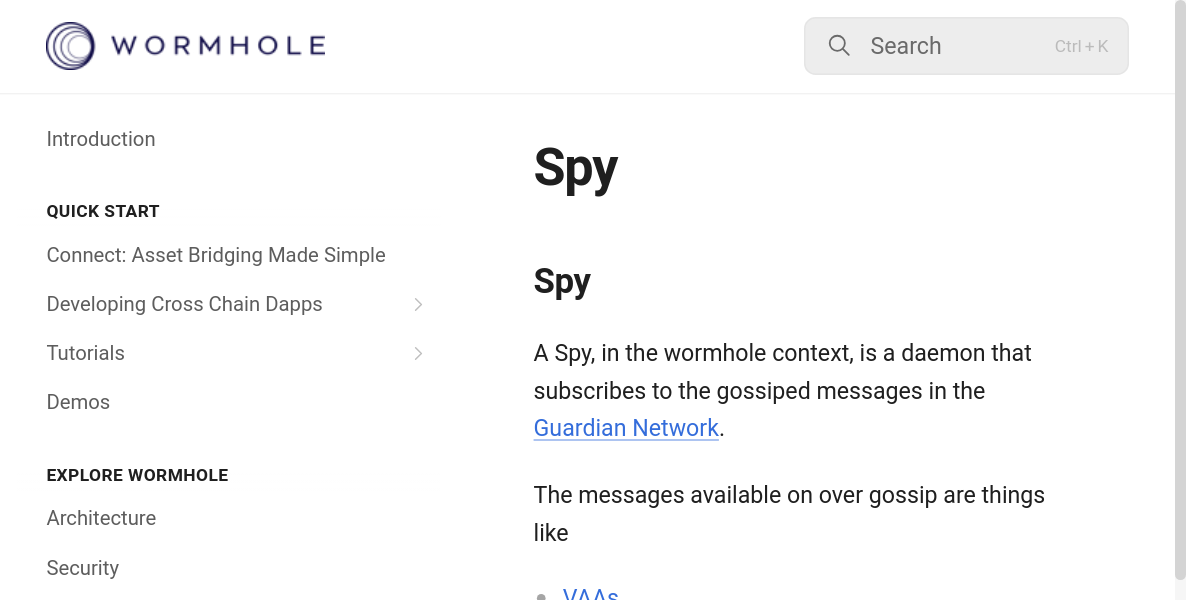 WORMHOLE
Search Ctrl + K
Introduction
QUICK START
Connect: Asset Bridging Made Simple
Developing Cross Chain Dapps
Tutorials
Demos
EXPLORE WORMHOLE
Architecture
Security
Spy
Spy
A Spy, in the wormhole context, is a daemon that
subscribes to the gossiped messages in the
Guardian Network.
The messages available on over gossip are things
like
VAAs